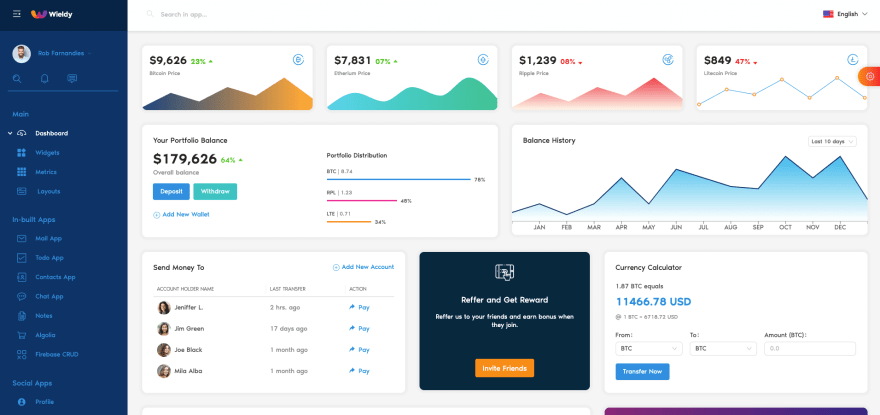 Wieldy
Search in app...
English
Rob Farnandies
Main
Dashboard
Widgets
Metrics
Layouts
In-built Apps
Mail App
Todo App
Contacts App
Chat App
Notes
Algolia
Firebase CRUD
Social Apps
Profile
$9,626 23%
Bitcoin Price
$7,831 07%
Etherium Price
$1,239 08%
Ripple Price
$849 47%
Litecoin Price
Your Portfolio Balance
$179,626 64%
Overall balance
Deposit
Withdraw
Add New Wallet
Portfolio Distribution
BTC | 8.74
78%
RPL | 1.23
48%
LTE | 0.71
34%
Balance History
Last 10 days
JAN FEB MAR APR MAY JUN JUL AUG SEP OCT NOV DEC
Send Money To
Add New Account
ACCOUNT HOLDER NAME LAST TRANSFER ACTION
Jeniffer L. 2 hrs. ago Pay
Jim Green 17 days ago Pay
Joe Black 1 month ago Pay
Mila Alba 1 month ago Pay
Reffer and Get Reward
Reffer us to your friends and earn bonus when
they join.
Invite Friends
Currency Calculator
1.87 BTC equals
11466.78 USD
@ 1 BTC = 6718.72 USD
From: To: Amount (BTC):
BTC BTC 0.0
Transfer Now